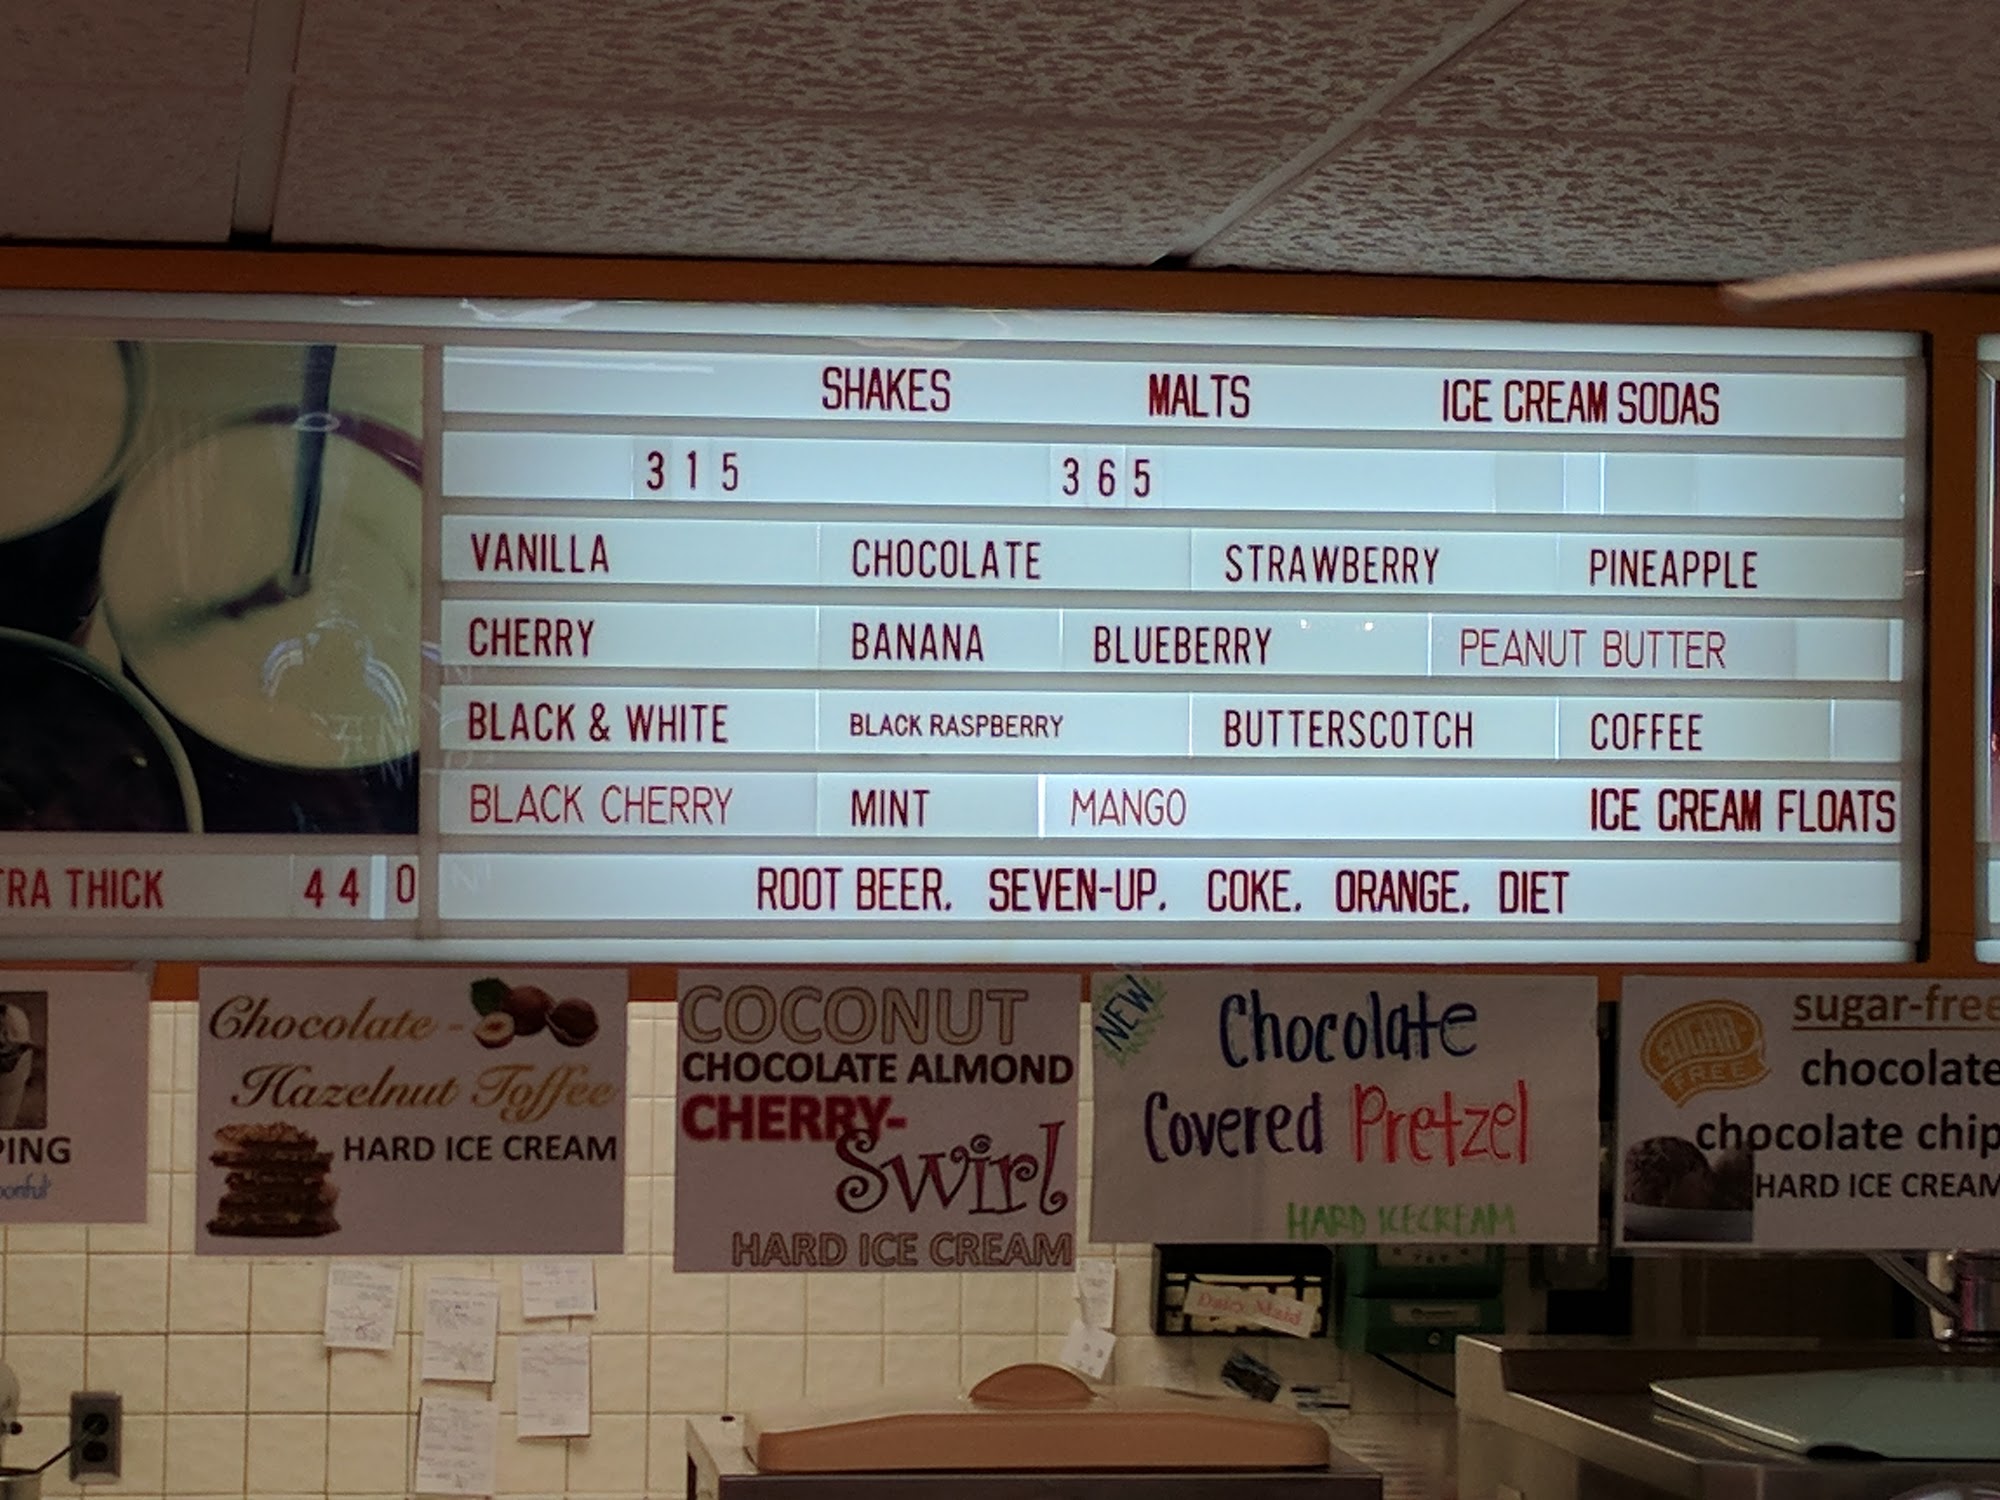 SHAKES MALTS ICE CREAM SODAS
3 1 5 3 6 5
VANILLA CHOCOLATE STRAWBERRY PINEAPPLE
CHERRY BANANA BLUEBERRY PEANUT BUTTER
BLACK & WHITE BLACK RASPBERRY BUTTERSCOTCH COFFEE
BLACK CHERRY MINT MANGO ICE CREAM FLOATS
ROOT BEER. SEVEN-UP. COKE. ORANGE. DIET
RA THICK 4 4 0
PING
Chocolate -
Hazelnut Toffee
HARD ICE CREAM
COCONUT
CHOCOLATE ALMOND
CHERRY-
Swirl
HARD ICE CREAM
NEW
Chocolate
Covered Pretzel
HARD ICECREAM
SUGAR
FREE
sugar-free
chocolate
chocolate chip
HARD ICE CREAM
Dairy Maid